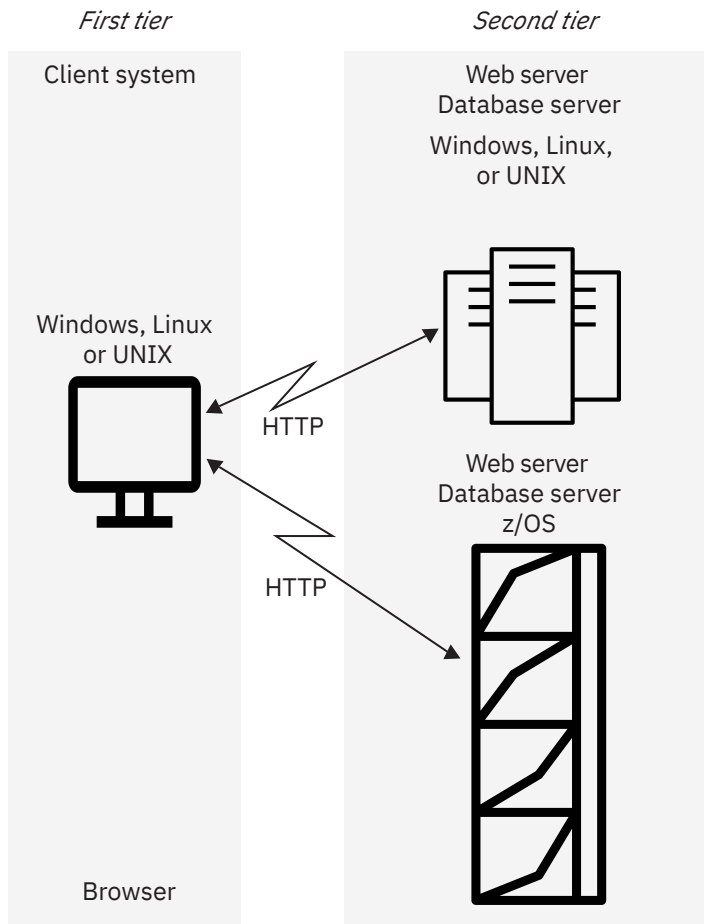 First tier
Second tier
Client system
Web server
Database server
Windows, Linux,
or UNIX
Windows, Linux
or UNIX
HTTP
Web server
Database server
z/OS
HTTP
Browser